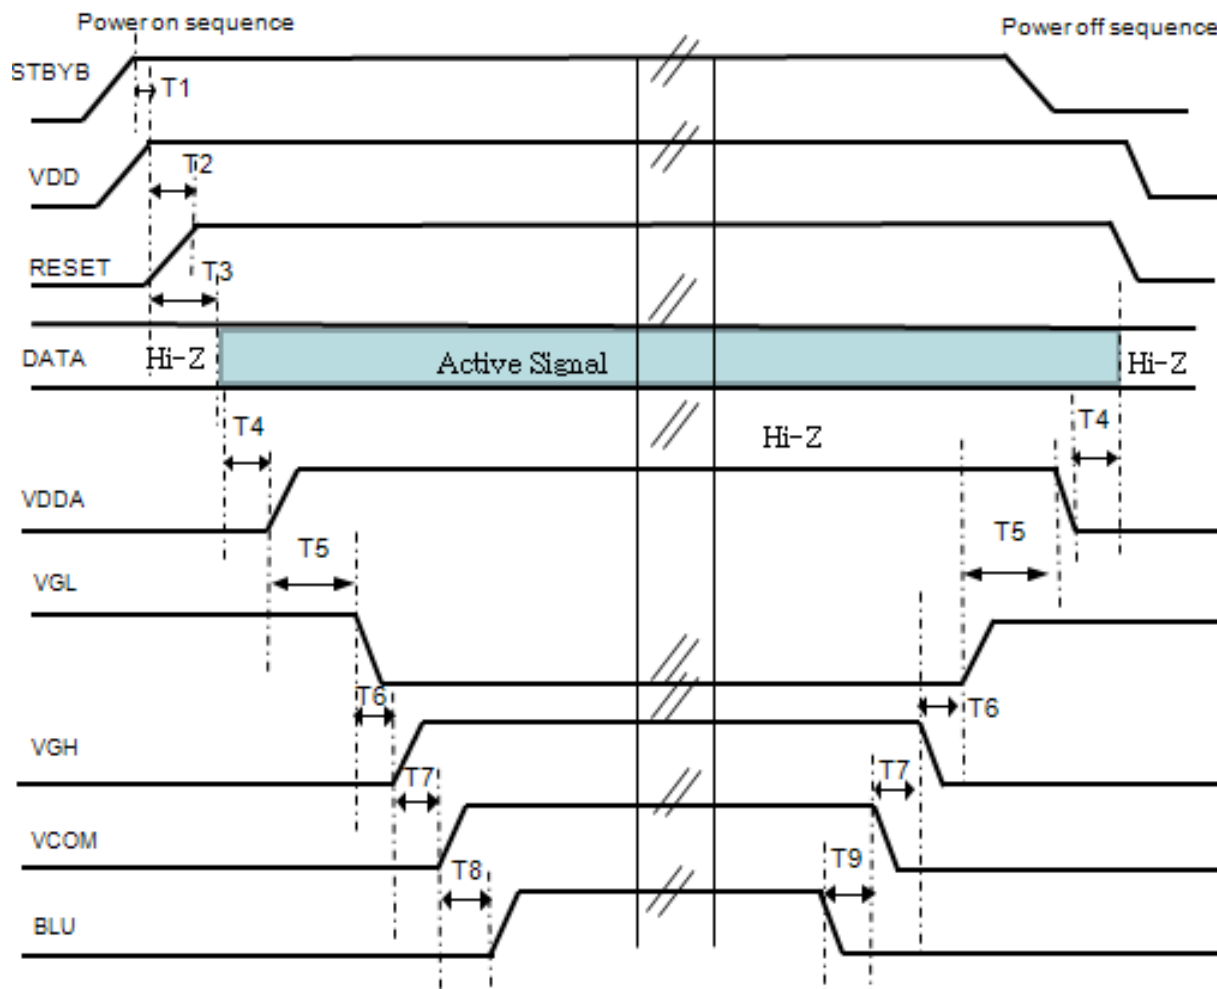 Power on sequence
Power off sequence
STBYB
T1
T2
VDD
RESET
T3
DATA
Hi-Z
Active Signal
Hi-Z
T4
Hi-Z
T4
VDDA
T5
T5
VGL
T6
T6
VGH
T7
T7
VCOM
T8
T9
BLU